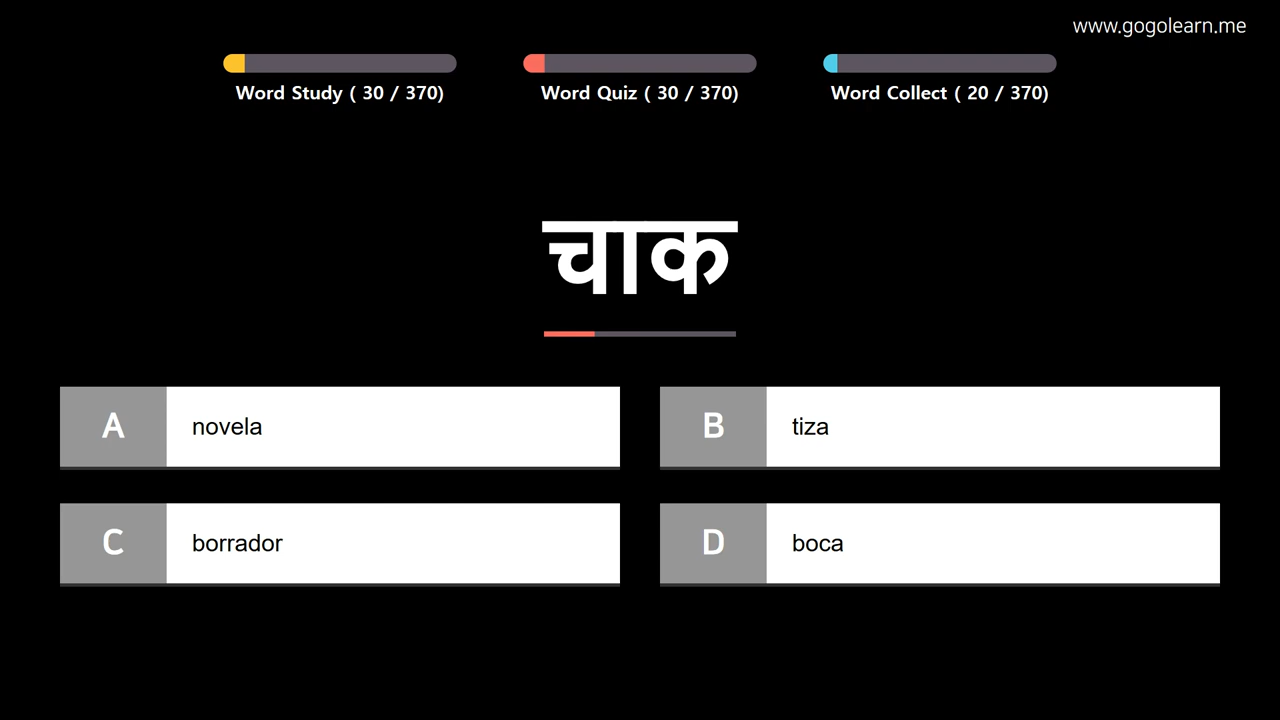 www.gogolearn.me
Word Study ( 30 / 370)
Word Quiz ( 30 / 370)
Word Collect ( 20 / 370)
चाक
A novela
B tiza
C borrador
D boca